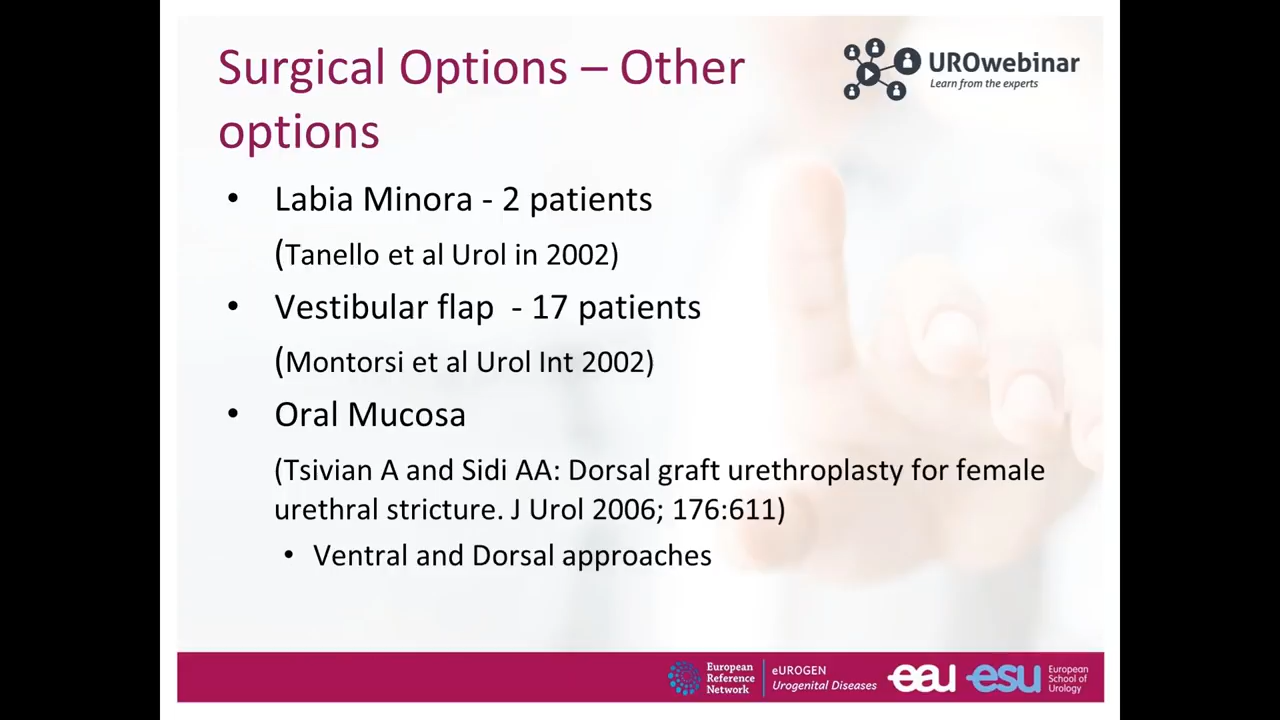 Surgical Options – Other
options
UROwebinar
Learn from the experts
• Labia Minora - 2 patients
(Tanello et al Urol in 2002)
• Vestibular flap - 17 patients
(Montorsi et al Urol Int 2002)
• Oral Mucosa
(Tsivian A and Sidi AA: Dorsal graft urethroplasty for female
urethral stricture. J Urol 2006; 176:611)
• Ventral and Dorsal approaches
European
Reference
Network
eUROGEN
Urogenital Diseases
eau
esu
European
School of
Urology